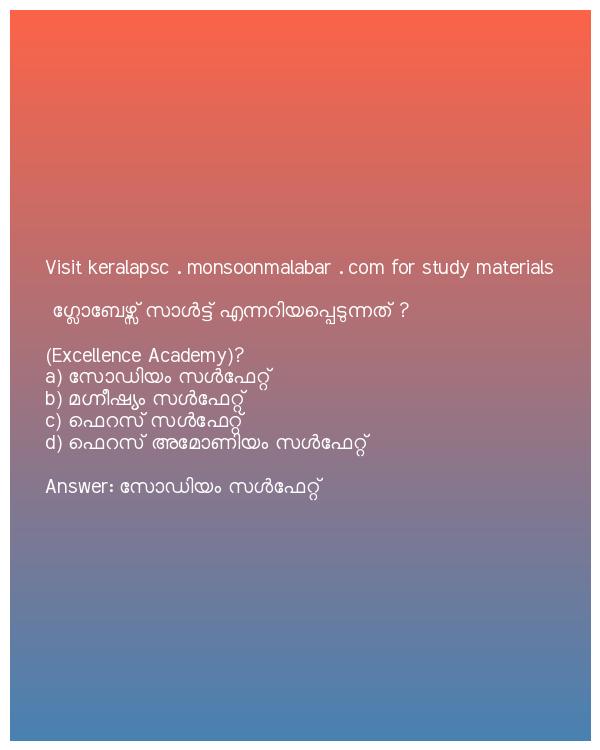 Visit keralapsc . monsoonmalabar . com for study materials
ഗ്ലോബേഴ്സ് സാൾട്ട് എന്നറിയപ്പെടുന്നത് ?
(Excellence Academy)?
a) സോഡിയം സൾഫേറ്റ്
b) മഗ്നീഷ്യം സൾഫേറ്റ്
c) ഫെറസ് സൾഫേറ്റ്
d) ഫെറസ് അമോണിയം സൾഫേറ്റ്
Answer: സോഡിയം സൾഫേറ്റ്